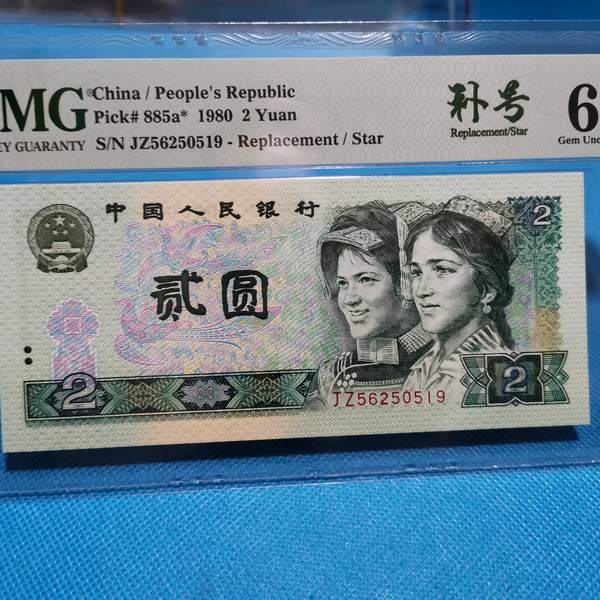 MG®
China / People's Republic
Pick# 885a* 1980 2 Yuan
EY GUARANTY
S/N JZ56250519 - Replacement / Star
补号
Replacement/Star
6
Gem Unc
中国人民银行
2
贰圆
2
JZ56250519
2